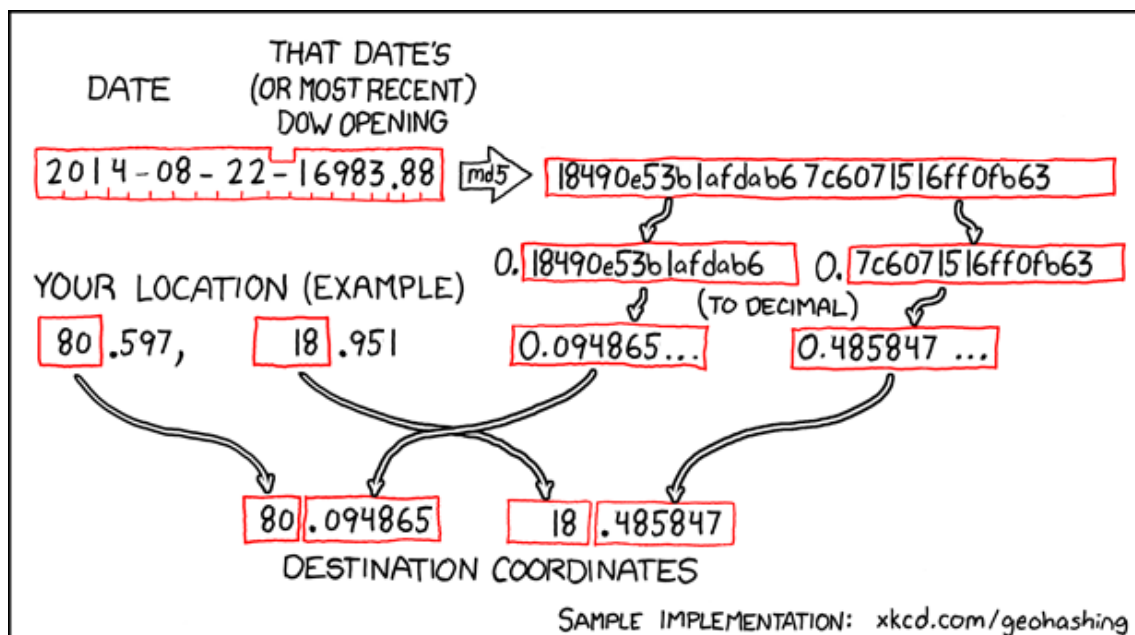 DATE
THAT DATE'S
(OR MOST RECENT)
DOW OPENING
2014-08-22-16983.88
md5
18490e53b1afdab67c6071516ff0fb63
0.18490e53b1afdab6
0.7c6071516ff0fb63
YOUR LOCATION (EXAMPLE)
(TO DECIMAL)
80.597, 18.951
0.094865...
0.485847...
80.094865
18.485847
DESTINATION COORDINATES
SAMPLE IMPLEMENTATION: xkcd.com/geohashing